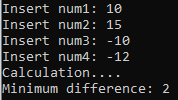 Insert num1: 10
Insert num2: 15
Insert num3: -10
Insert num4: -12
Calculation....
Minimum difference: 2